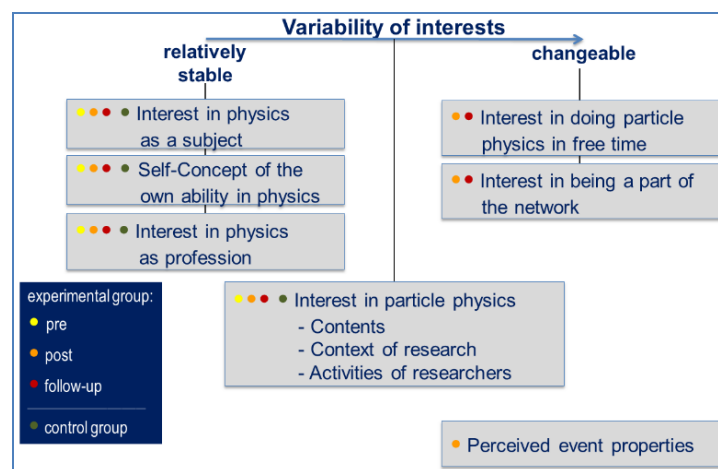 Variability of interests
relatively
stable
changeable
Interest in physics
as a subject
Self-Concept of the
own ability in physics
Interest in physics
as profession
Interest in doing particle
physics in free time
Interest in being a part of
the network
experimental group:
pre
post
follow-up
control group
Interest in particle physics
- Contents
- Context of research
- Activities of researchers
Perceived event properties